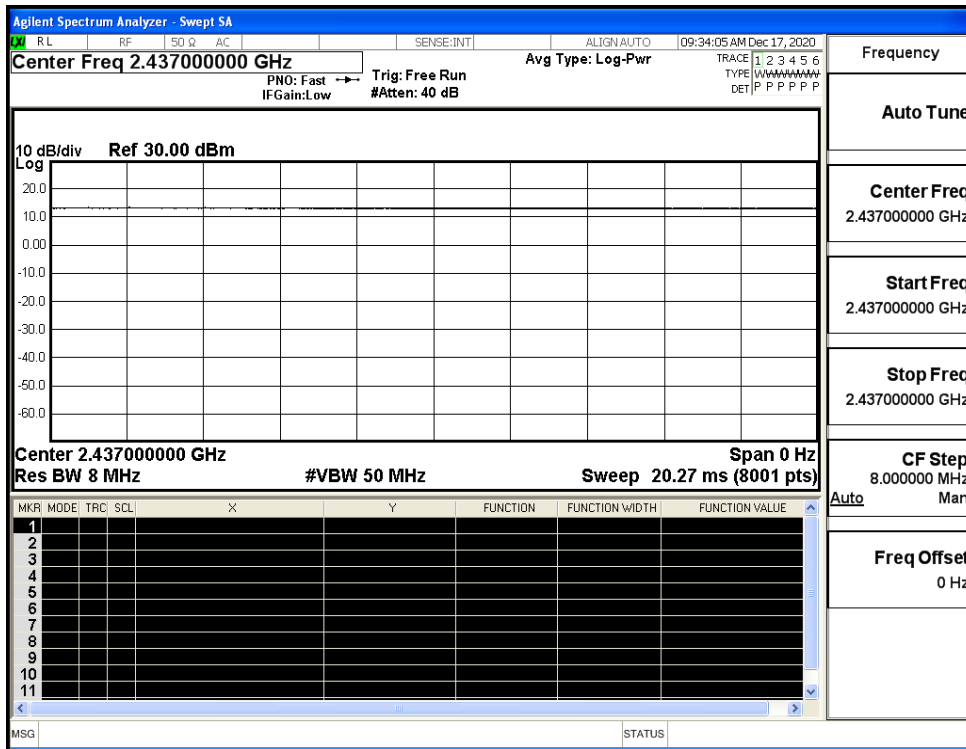 Agilent Spectrum Analyzer - Swept SA
LXI RL RF 50 Ω AC SENSE:INT ALIGN AUTO 09:34:05 AM Dec 17, 2020
Center Freq 2.437000000 GHz Avg Type: Log-Pwr TRACE 1 2 3 4 5 6
PNO: Fast Trig: Free Run TYPE WWWWWW
IFGain:Low #Atten: 40 dB DET P P P P P P
10 dB/div Ref 30.00 dBm
Log
20.0
10.0
0.00
-10.0
-20.0
-30.0
-40.0
-50.0
-60.0
Center 2.437000000 GHz Span 0 Hz
Res BW 8 MHz #VBW 50 MHz Sweep 20.27 ms (8001 pts)
MKR MODE TRC SCL X Y FUNCTION FUNCTION WIDTH FUNCTION VALUE
1
2
3
4
5
6
7
8
9
10
11
MSG STATUS
Frequency
Auto Tune
Center Freq
2.437000000 GHz
Start Freq
2.437000000 GHz
Stop Freq
2.437000000 GHz
CF Step
8.000000 MHz
Auto Man
Freq Offset
0 Hz